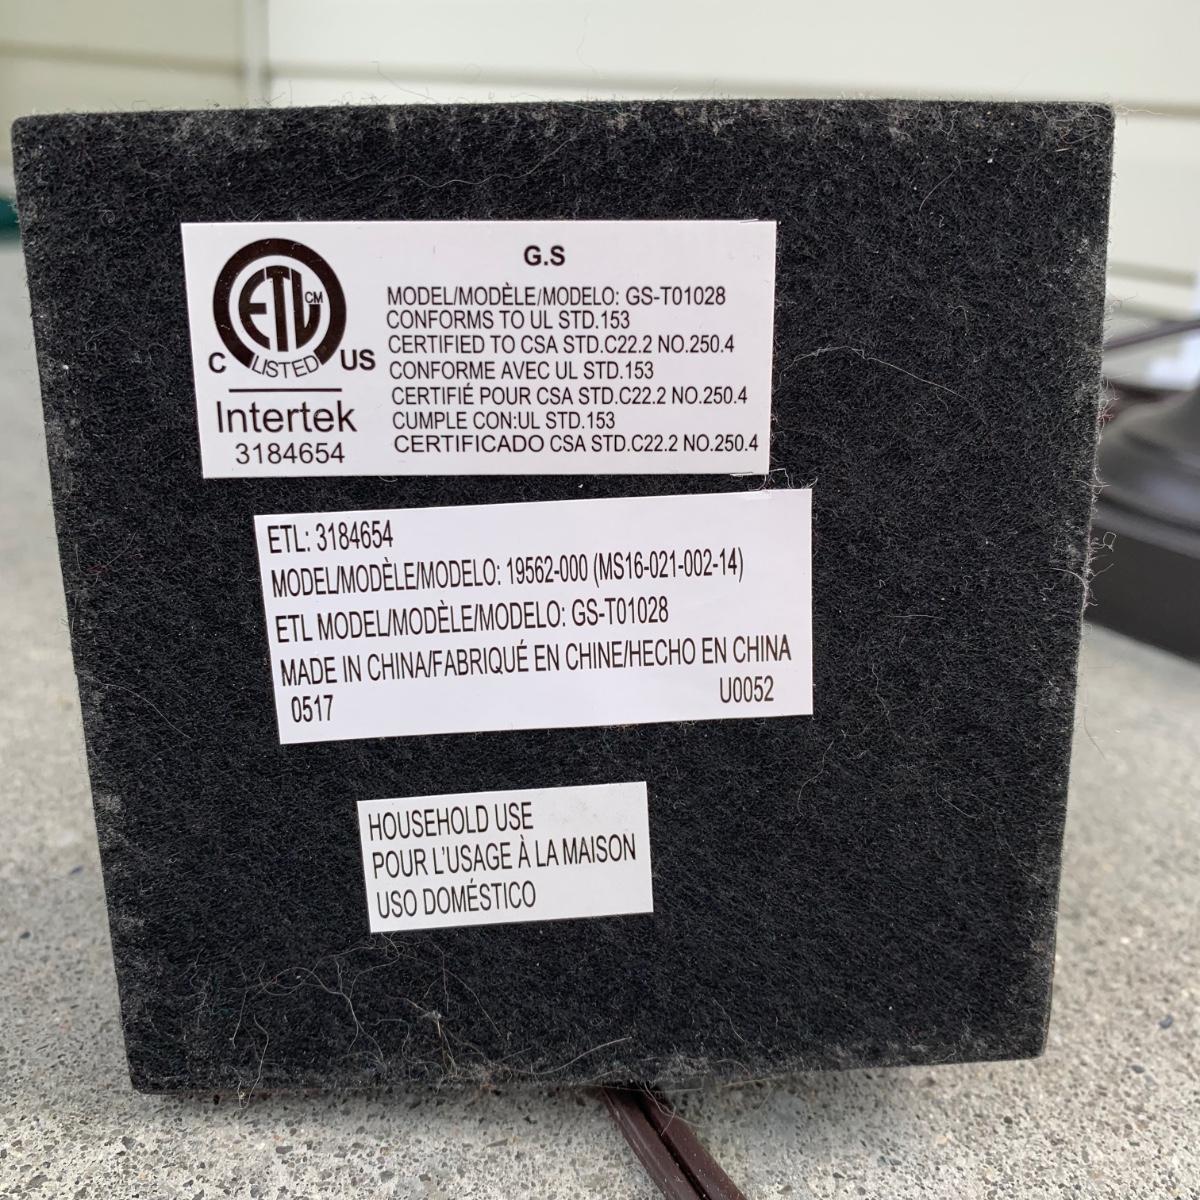 ETL CM
LISTED
C US
Intertek
3184654
G.S
MODEL/MODÈLE/MODELO: GS-T01028
CONFORMS TO UL STD.153
CERTIFIED TO CSA STD.C22.2 NO.250.4
CONFORME AVEC UL STD.153
CERTIFIÉ POUR CSA STD.C22.2 NO.250.4
CUMPLE CON:UL STD.153
CERTIFICADO CSA STD.C22.2 NO.250.4
ETL: 3184654
MODEL/MODÈLE/MODELO: 19562-000 (MS16-021-002-14)
ETL MODEL/MODÈLE/MODELO: GS-T01028
MADE IN CHINA/FABRIQUÉ EN CHINE/HECHO EN CHINA
0517 U0052
HOUSEHOLD USE
POUR L'USAGE À LA MAISON
USO DOMÉSTICO